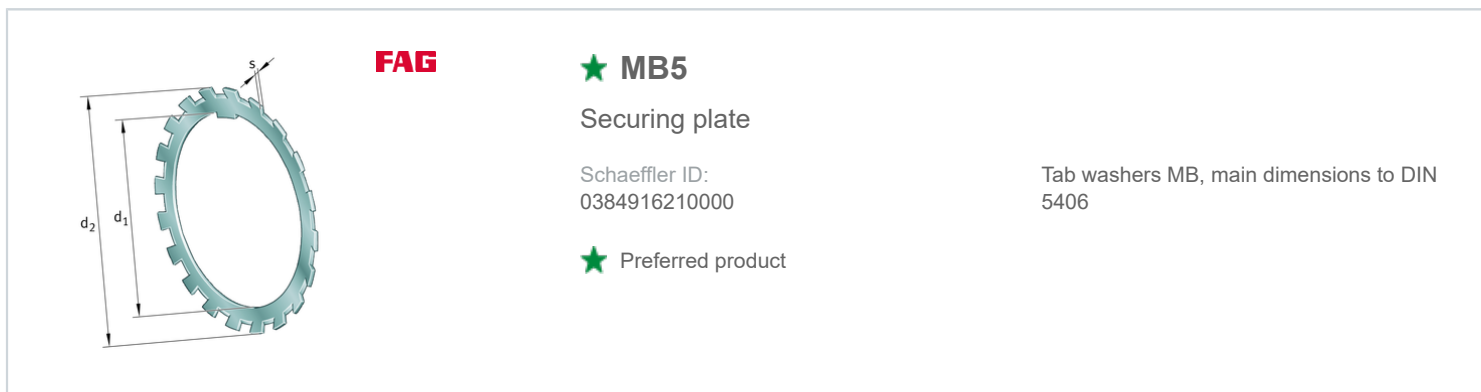 FAG
s
d2
d1
MB5
Securing plate
Schaeffler ID:
0384916210000
Tab washers MB, main dimensions to DIN
5406
Preferred product